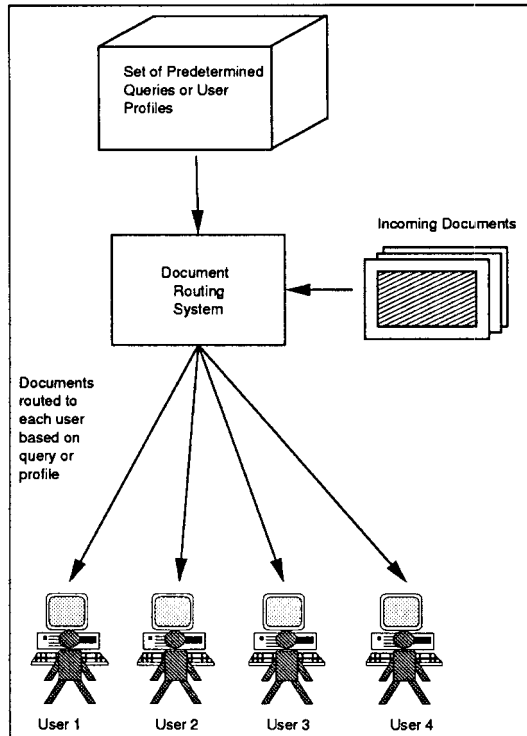 Set of Predetermined
Queries or User
Profiles
Incoming Documents
Document
Routing
System
Documents
routed to
each user
based on
query or
profile
User 1
User 2
User 3
User 4